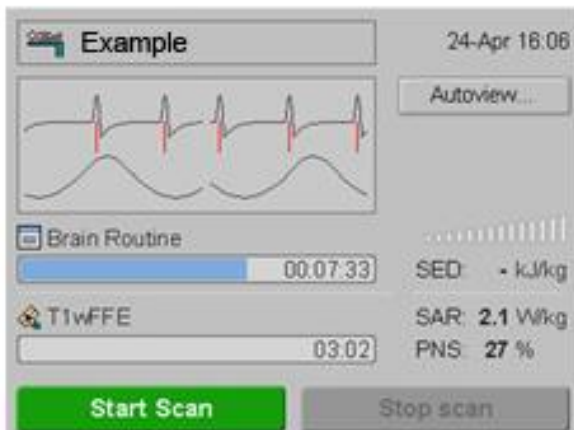 Example
24-Apr 16:06
Autoview...
Brain Routine
00:07:33
SED: - kJ/kg
T1wFFE
03:02
SAR: 2.1 W/kg
PNS: 27 %
Start Scan
Stop scan